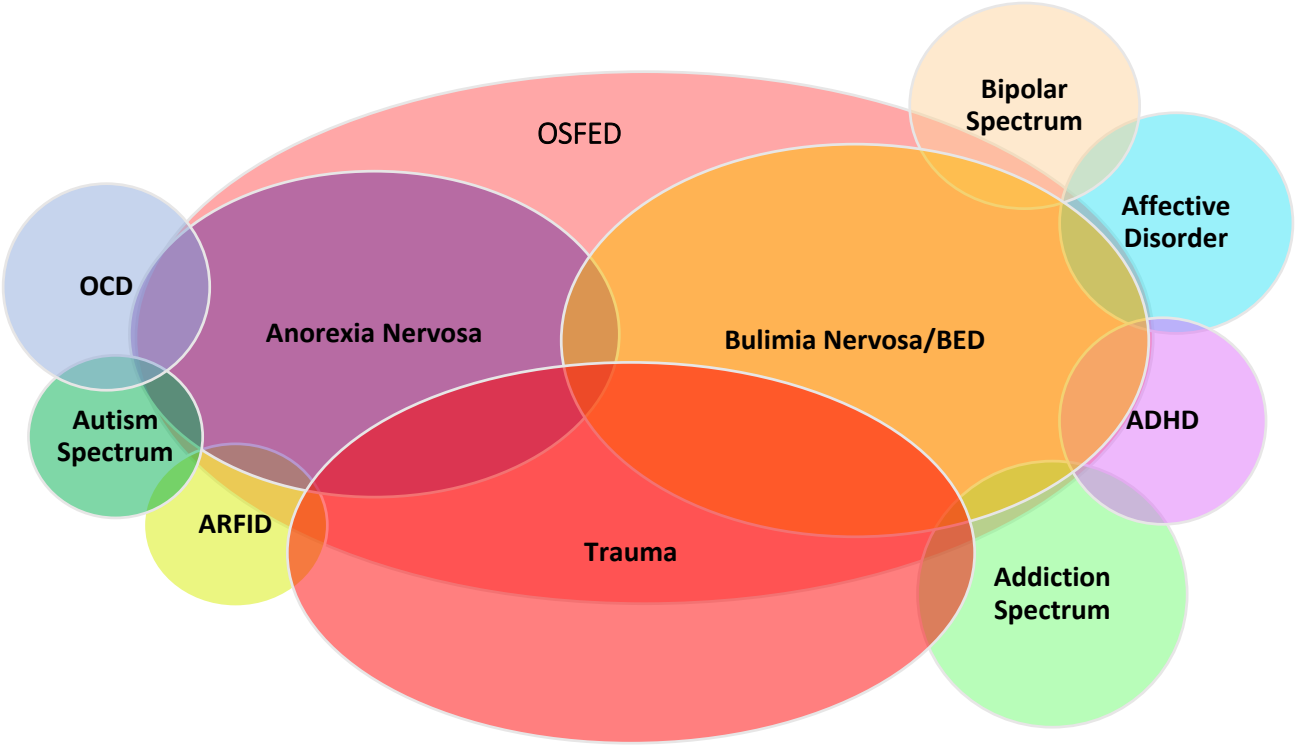 OSFED
Bipolar
Spectrum
Affective
Disorder
OCD
Anorexia Nervosa
Bulimia Nervosa/BED
Autism
Spectrum
ADHD
ARFID
Trauma
Addiction
Spectrum